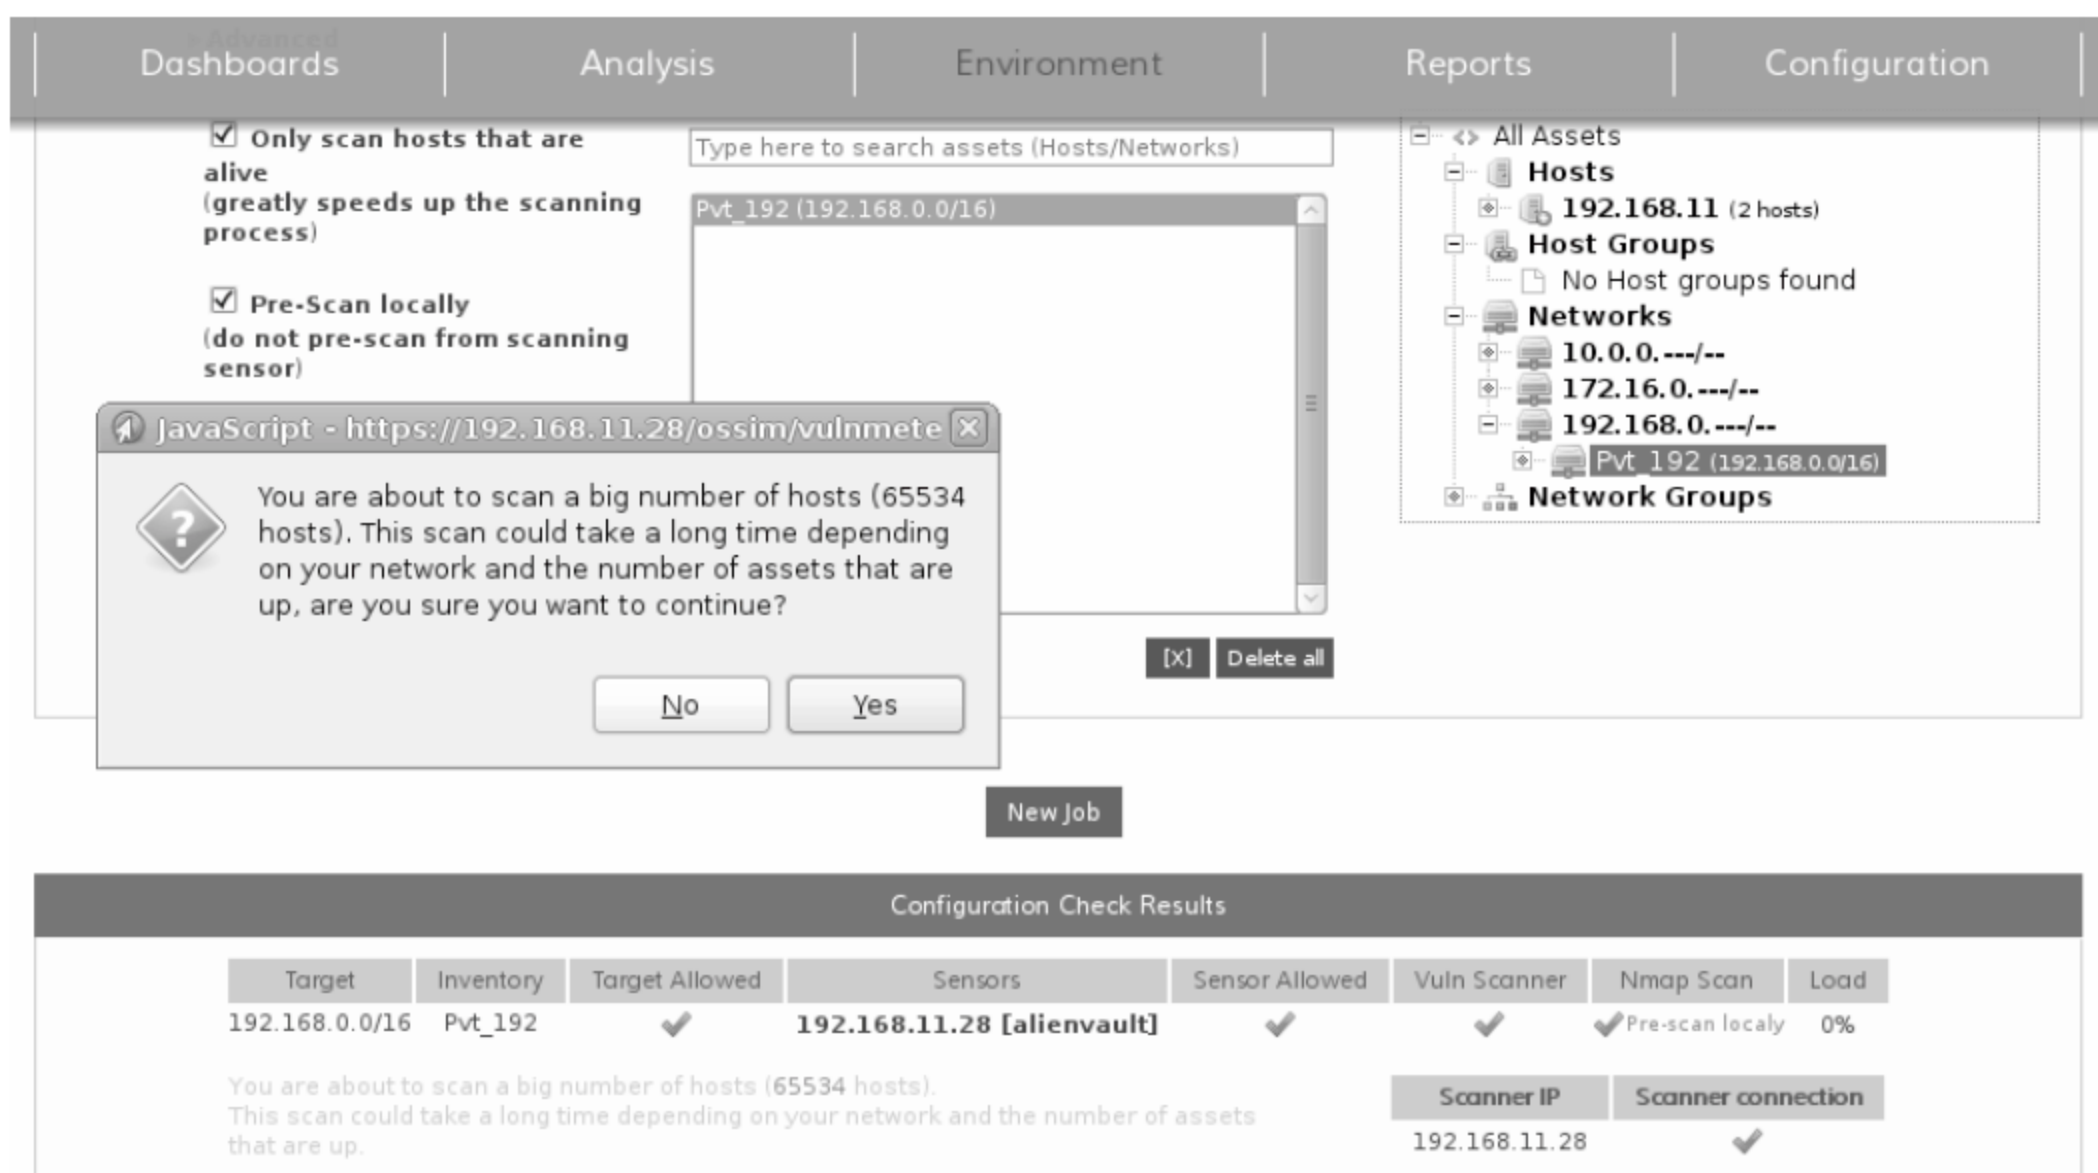 Advanced
Dashboards
Analysis
Environment
Reports
Configuration
Only scan hosts that are
alive
(greatly speeds up the scanning
process)
Pre-Scan locally
(do not pre-scan from scanning
sensor)
Type here to search assets (Hosts/Networks)
Pvt_192 (192.168.0.0/16)
All Assets
Hosts
192.168.11 (2 hosts)
Host Groups
No Host groups found
Networks
10.0.0.---/--
172.16.0.---/--
192.168.0.---/--
Pvt_192 (192.168.0.0/16)
Network Groups
JavaScript - https://192.168.11.28/ossim/vulnmete
You are about to scan a big number of hosts (65534
hosts). This scan could take a long time depending
on your network and the number of assets that are
up, are you sure you want to continue?
No
Yes
[X]
Delete all
New Job
Configuration Check Results
Target Inventory Target Allowed Sensors Sensor Allowed Vuln Scanner Nmap Scan Load
192.168.0.0/16 Pvt_192 192.168.11.28 [alienvault] Pre-scan localy 0%
You are about to scan a big number of hosts (65534 hosts).
This scan could take a long time depending on your network and the number of assets
that are up.
Scanner IP Scanner connection
192.168.11.28